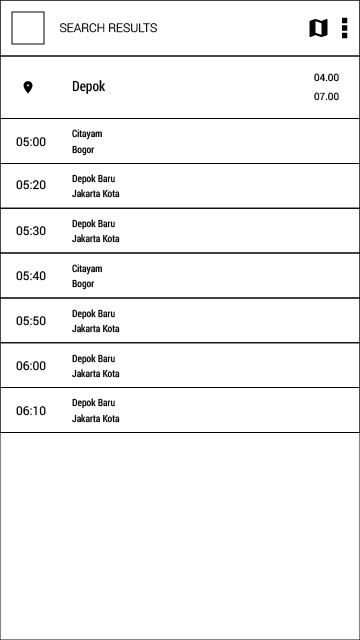 SEARCH RESULTS
Depok
04.00
07.00
05:00
Citayam
Bogor
05:20
Depok Baru
Jakarta Kota
05:30
Depok Baru
Jakarta Kota
05:40
Citayam
Bogor
05:50
Depok Baru
Jakarta Kota
06:00
Depok Baru
Jakarta Kota
06:10
Depok Baru
Jakarta Kota